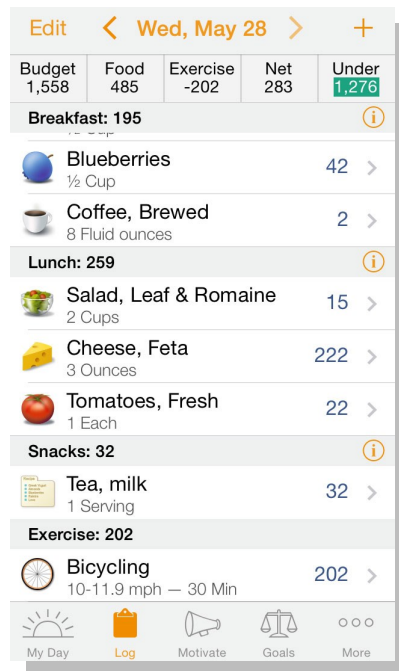 Edit < Wed, May 28 > +
Budget Food Exercise Net Under
1,558 485 -202 283 1,276
Breakfast: 195
½ Cup
Blueberries 42
½ Cup
Coffee, Brewed 2
8 Fluid ounces
Lunch: 259
Salad, Leaf & Romaine 15
2 Cups
Cheese, Feta 222
3 Ounces
Tomatoes, Fresh 22
1 Each
Snacks: 32
Tea, milk 32
1 Serving
Exercise: 202
Bicycling 202
10-11.9 mph — 30 Min
My Day Log Motivate Goals More